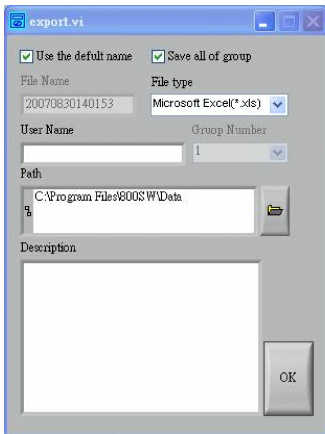 export.vi
Use the defult name
Save all of group
File Name
File type
20070830140153
Microsoft Excel(*.xls)
User Name
Gruop Number
1
Path
C:\Program Files\800SW\Data
Description
OK